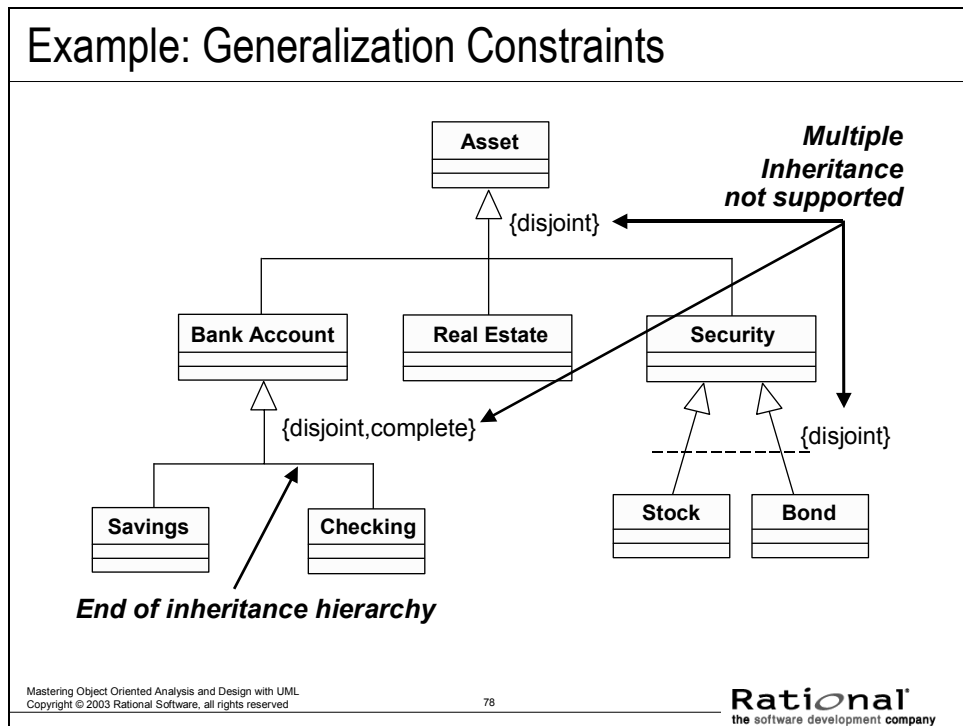 Example: Generalization Constraints
Asset
Multiple
Inheritance
not supported
{disjoint}
Bank Account
Real Estate
Security
{disjoint,complete}
{disjoint}
Savings
Checking
Stock
Bond
End of inheritance hierarchy
Mastering Object Oriented Analysis and Design with UML
Copyright © 2003 Rational Software, all rights reserved
78
Rational
the software development company